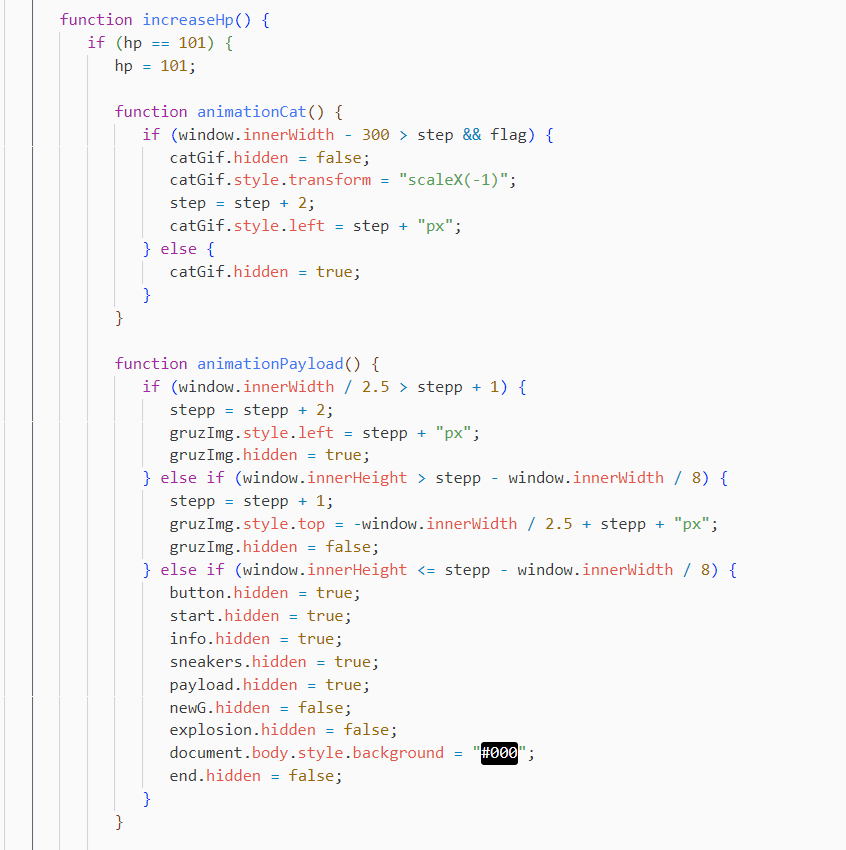 function increaseHp() {
if (hp == 101) {
hp = 101;
function animationCat() {
if (window.innerWidth - 300 > step && flag) {
catGif.hidden = false;
catGif.style.transform = "scaleX(-1)";
step = step + 2;
catGif.style.left = step + "px";
} else {
catGif.hidden = true;
}
}
function animationPayload() {
if (window.innerWidth / 2.5 > stepp + 1) {
stepp = stepp + 2;
gruzImg.style.left = stepp + "px";
gruzImg.hidden = true;
} else if (window.innerHeight > stepp - window.innerWidth / 8) {
stepp = stepp + 1;
gruzImg.style.top = -window.innerWidth / 2.5 + stepp + "px";
gruzImg.hidden = false;
} else if (window.innerHeight <= stepp - window.innerWidth / 8) {
button.hidden = true;
start.hidden = true;
info.hidden = true;
sneakers.hidden = true;
payload.hidden = true;
newG.hidden = false;
explosion.hidden = false;
document.body.style.background = "#000";
end.hidden = false;
}
}